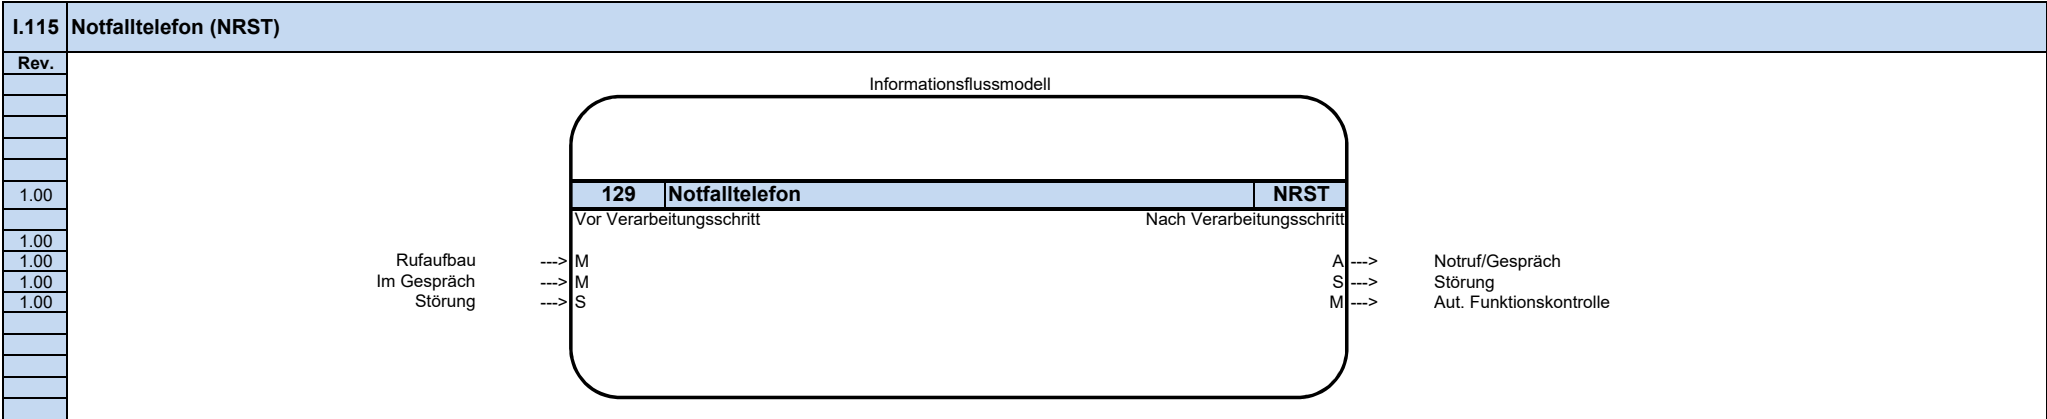 I.115 Notfalltelefon (NRST)
Rev.
Informationsflussmodell
1.00 129 Notfalltelefon NRST
Vor Verarbeitungsschritt Nach Verarbeitungsschritt
1.00
1.00 Rufaufbau ---> M A ---> Notruf/Gespräch
1.00 Im Gespräch ---> M S ---> Störung
1.00 Störung ---> S M ---> Aut. Funktionskontrolle